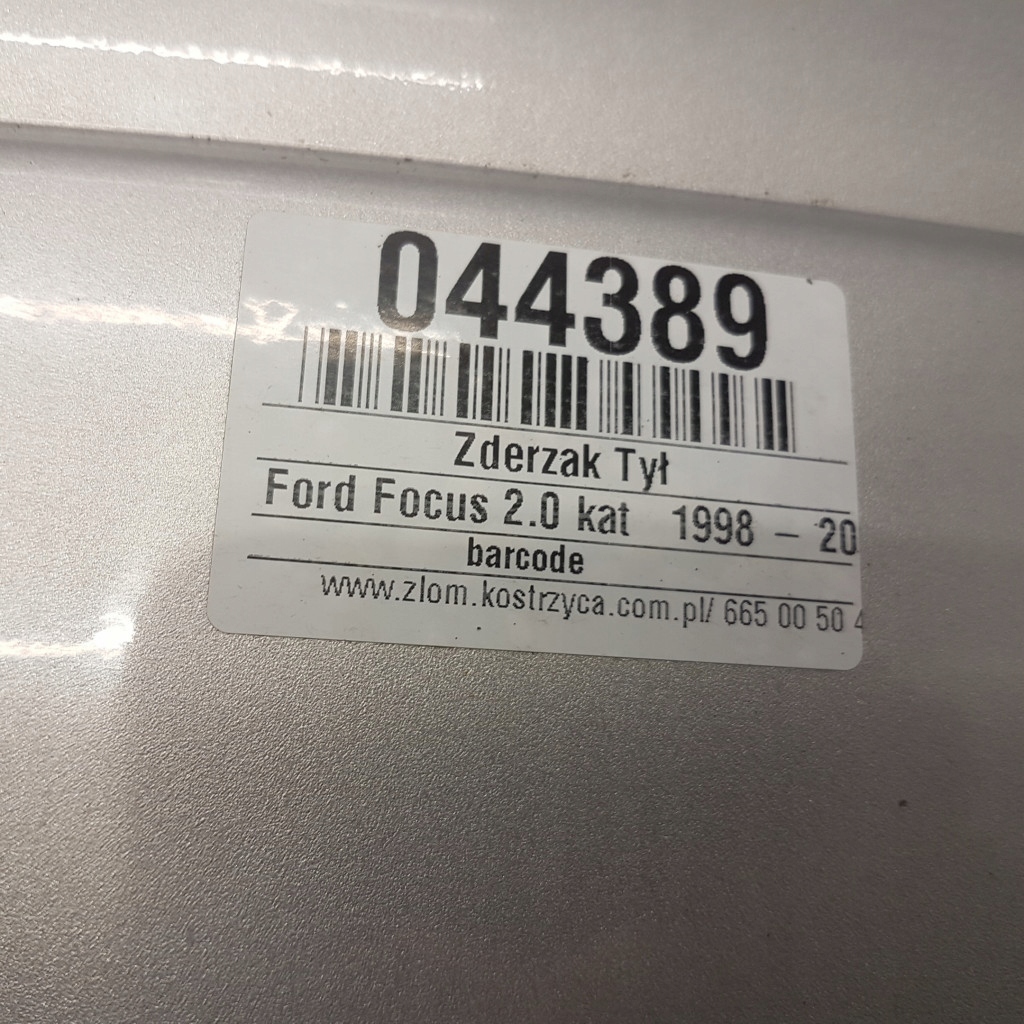 044389
Zderzak Tył
Ford Focus 2.0 kat 1998 – 20
barcode
www.zlom.kostrzyca.com.pl/ 665 00 50 4